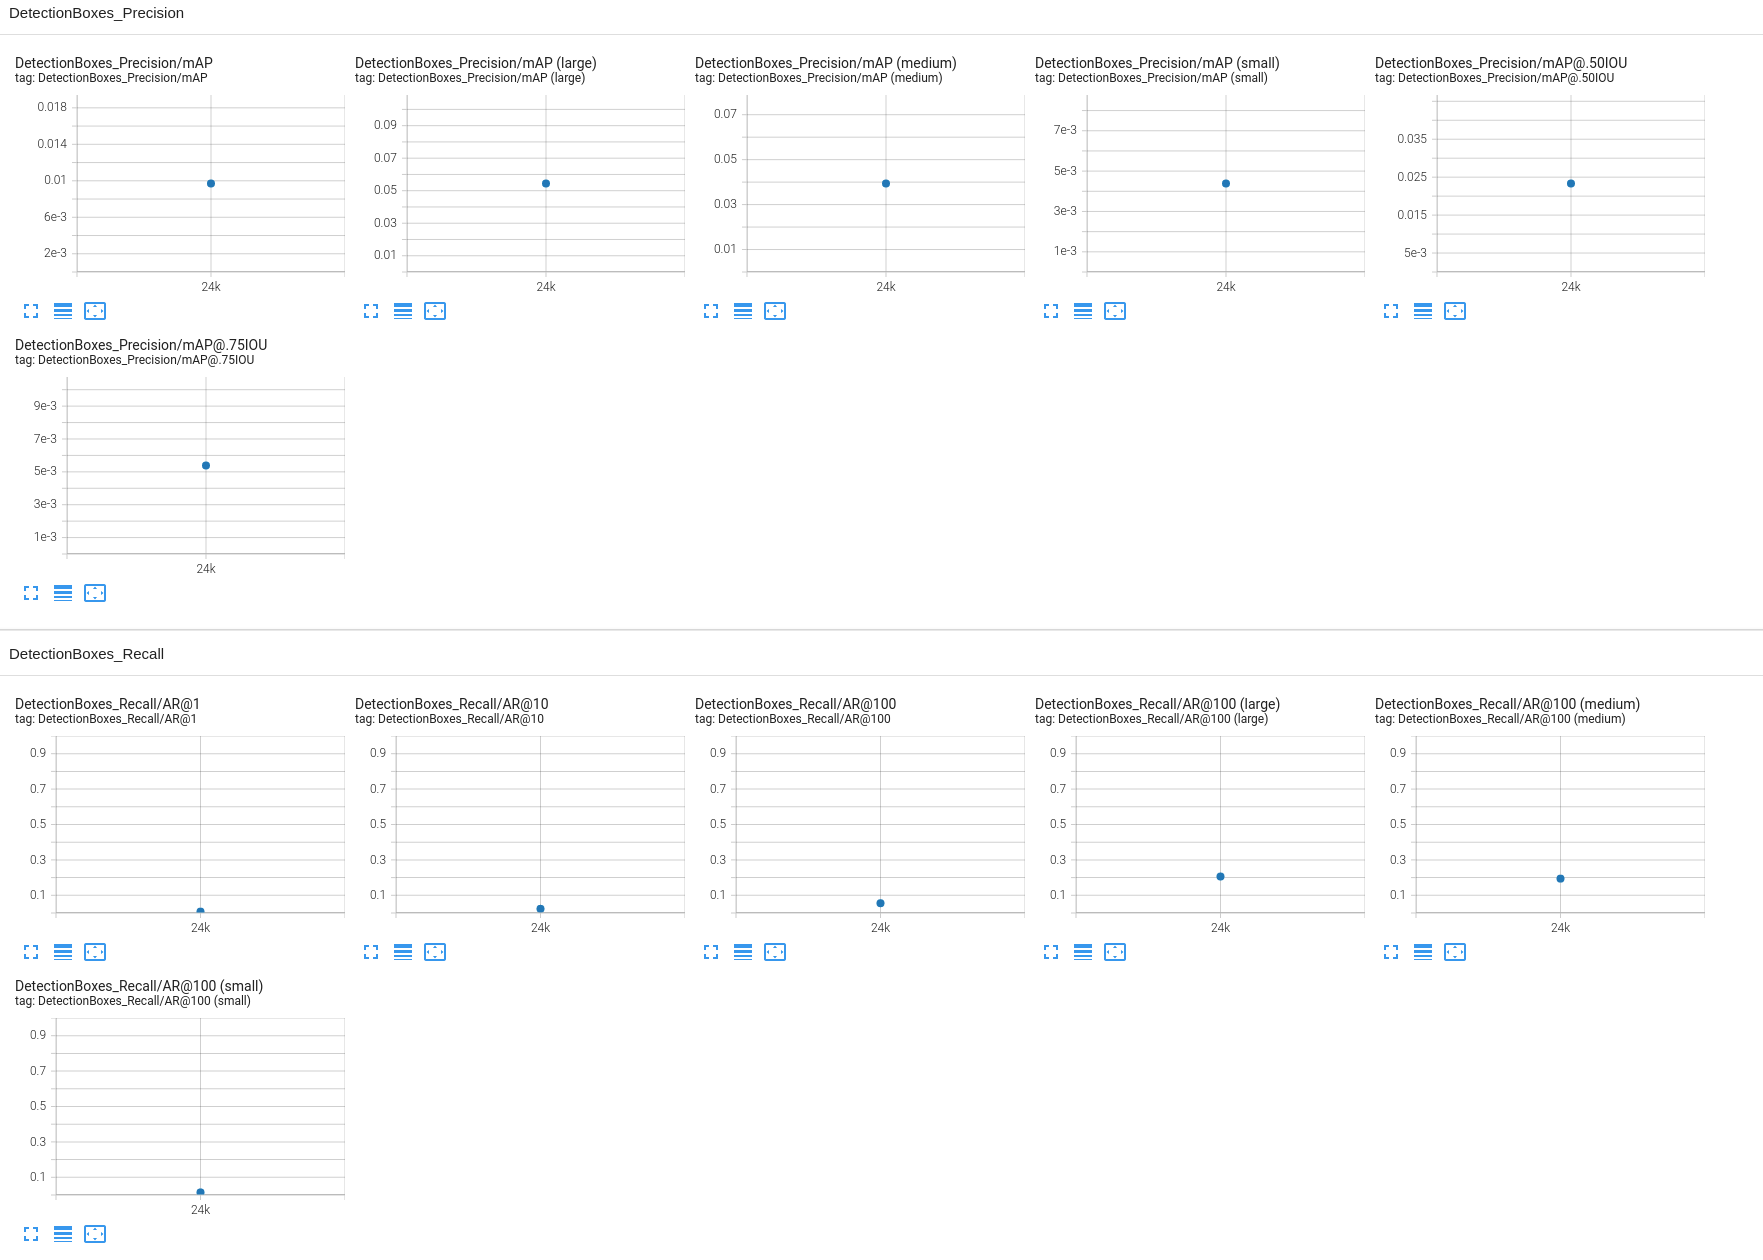 DetectionBoxes_Precision
DetectionBoxes_Precision/mAP
tag: DetectionBoxes_Precision/mAP
0.018
0.014
0.01
6e-3
2e-3
24k
DetectionBoxes_Precision/mAP (large)
tag: DetectionBoxes_Precision/mAP (large)
0.09
0.07
0.05
0.03
0.01
24k
DetectionBoxes_Precision/mAP (medium)
tag: DetectionBoxes_Precision/mAP (medium)
0.07
0.05
0.03
0.01
24k
DetectionBoxes_Precision/mAP (small)
tag: DetectionBoxes_Precision/mAP (small)
7e-3
5e-3
3e-3
1e-3
24k
DetectionBoxes_Precision/mAP@.50IOU
tag: DetectionBoxes_Precision/mAP@.50IOU
0.035
0.025
0.015
5e-3
24k
DetectionBoxes_Precision/mAP@.75IOU
tag: DetectionBoxes_Precision/mAP@.75IOU
9e-3
7e-3
5e-3
3e-3
1e-3
24k
DetectionBoxes_Recall
DetectionBoxes_Recall/AR@1
tag: DetectionBoxes_Recall/AR@1
0.9
0.7
0.5
0.3
0.1
24k
DetectionBoxes_Recall/AR@10
tag: DetectionBoxes_Recall/AR@10
0.9
0.7
0.5
0.3
0.1
24k
DetectionBoxes_Recall/AR@100
tag: DetectionBoxes_Recall/AR@100
0.9
0.7
0.5
0.3
0.1
24k
DetectionBoxes_Recall/AR@100 (large)
tag: DetectionBoxes_Recall/AR@100 (large)
0.9
0.7
0.5
0.3
0.1
24k
DetectionBoxes_Recall/AR@100 (medium)
tag: DetectionBoxes_Recall/AR@100 (medium)
0.9
0.7
0.5
0.3
0.1
24k
DetectionBoxes_Recall/AR@100 (small)
tag: DetectionBoxes_Recall/AR@100 (small)
0.9
0.7
0.5
0.3
0.1
24k